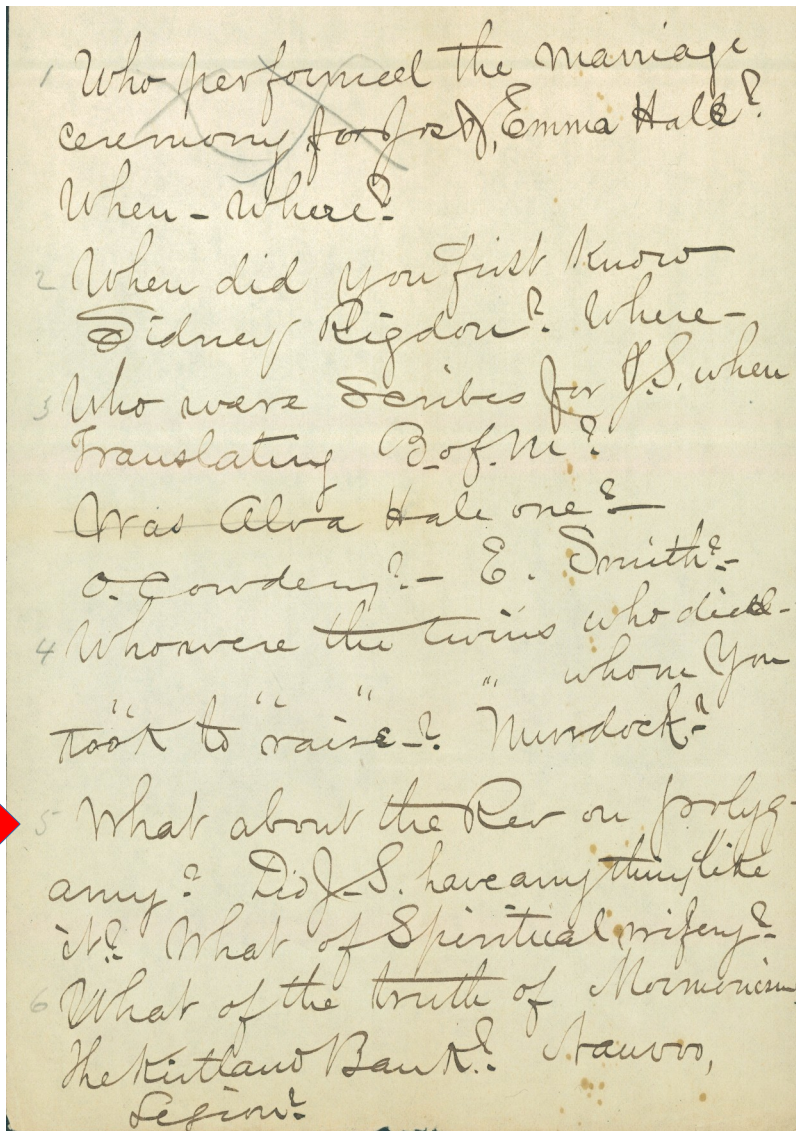 1 Who performed the marriage
ceremony for Jos. &, Emma Hale?
When - Where?
2 When did you first know
Sidney Rigdon? Where -
3 Who were scribes for J.S. when
Translating B. of. M?
Was Alva Hale one? -
O. Cowdery? - E. Smith? -
4 Who were the twins who died -
" " " " whom You
took to raise -? Murdock? -
5 What about the Rev on polyg-
amy? Did J. S. have anything like
it? What of Spiritual wifery? -
6 What of the truth of Mormonism,
The Kirtland Bank? Nauvoo,
Legion?